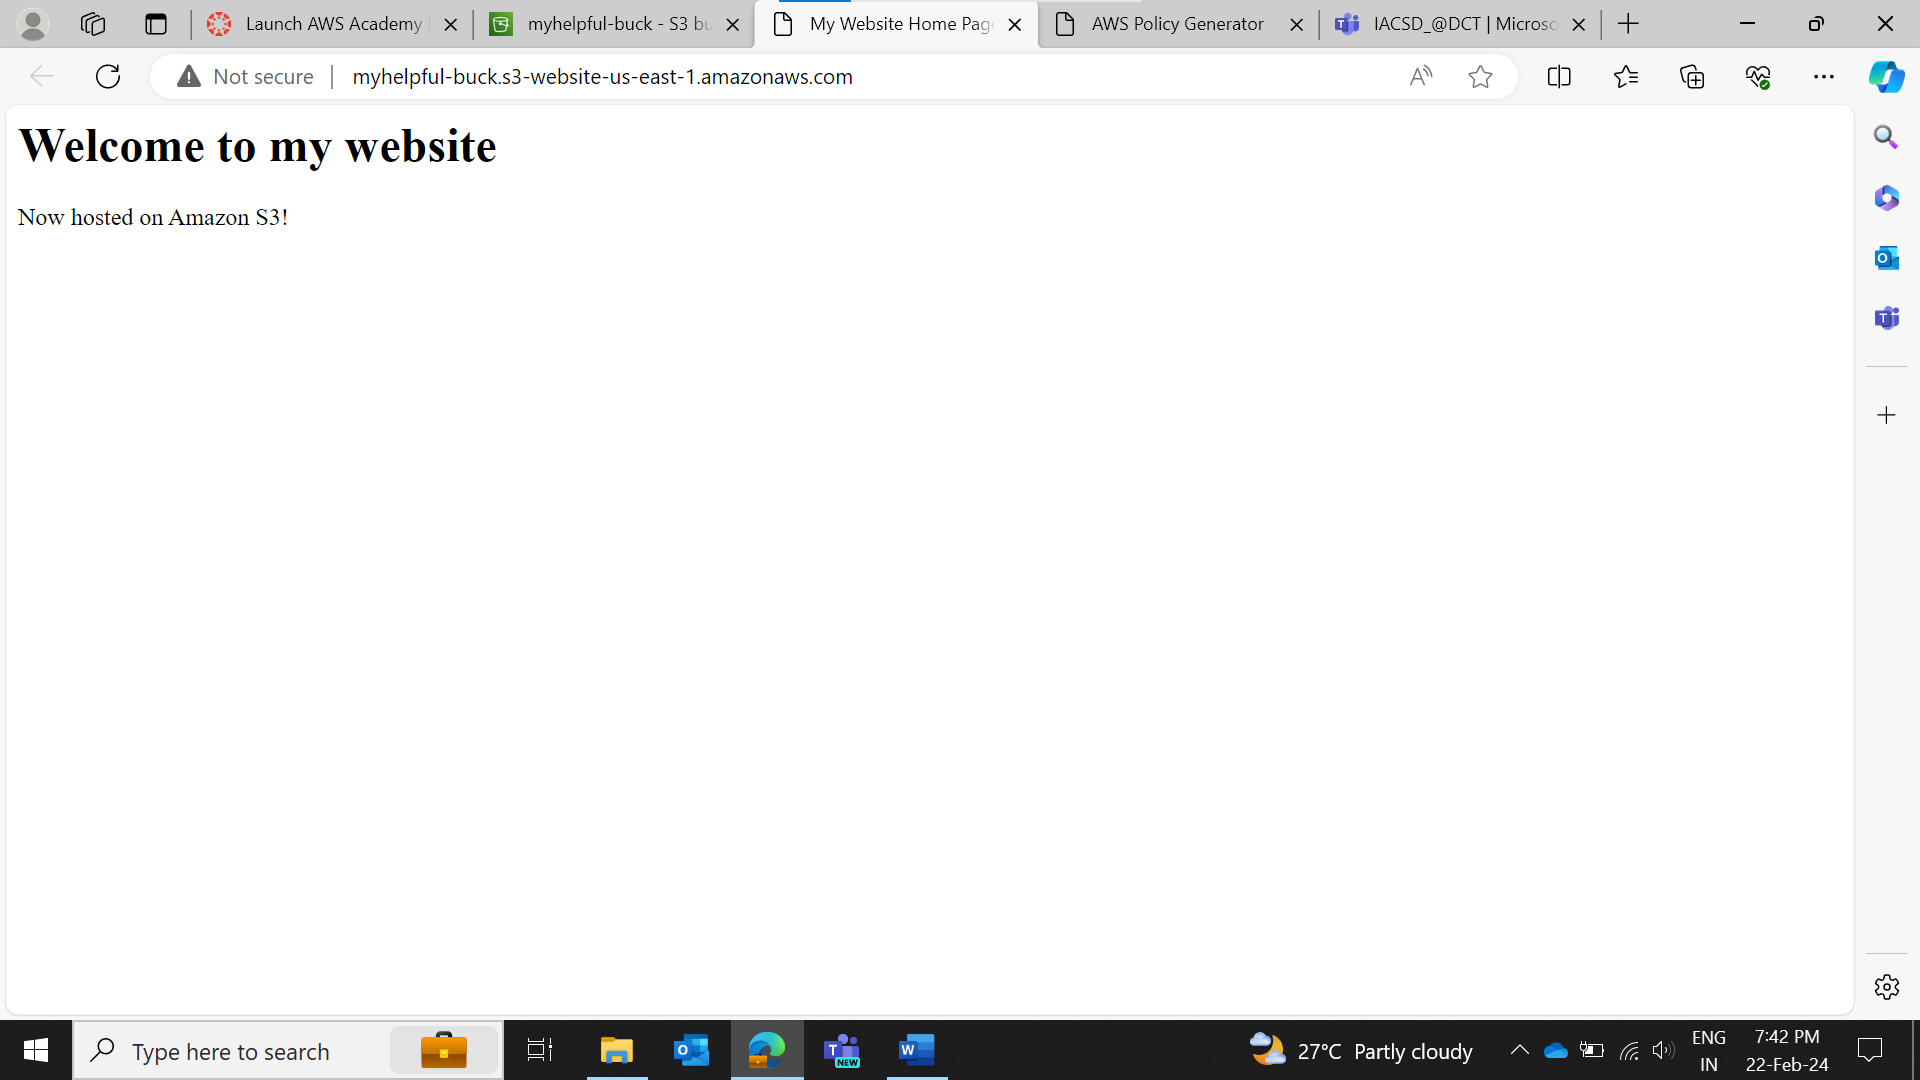 Launch AWS Academy
myhelpful-buck - S3 bu
My Website Home Pag
AWS Policy Generator
IACSD_@DCT | Microso
Not secure
myhelpful-buck.s3-website-us-east-1.amazonaws.com
Welcome to my website
Now hosted on Amazon S3!
Type here to search
NEW
27°C Partly cloudy
ENG
IN
7:42 PM
22-Feb-24